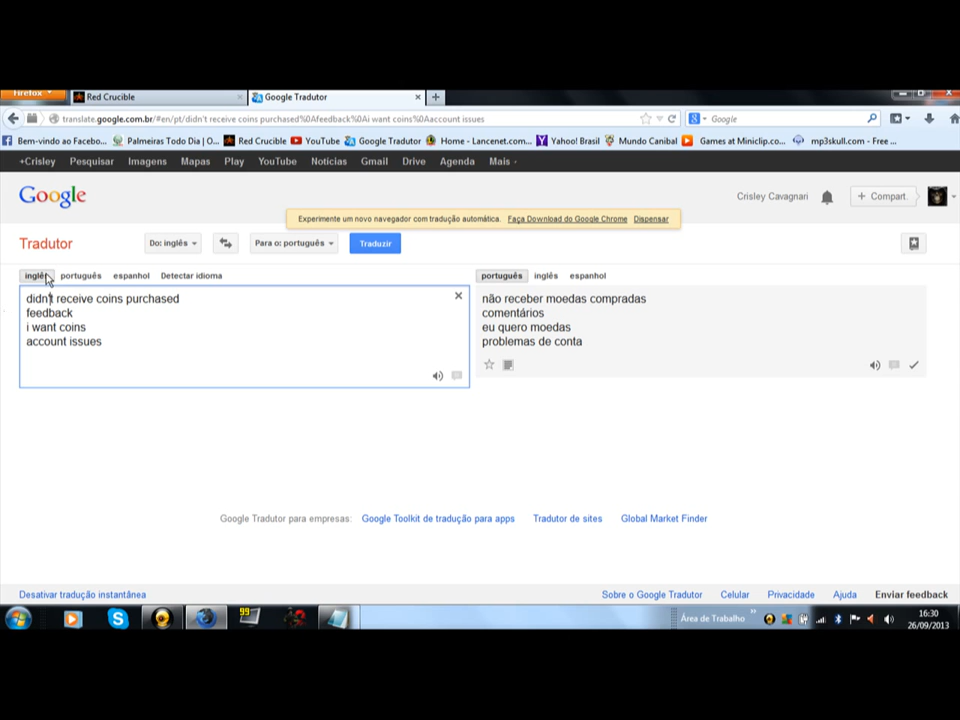 Firefox
Red Crucible
Google Tradutor
translate.google.com.br/#en/pt/didn't receive coins purchased%0Afeedback%0Ai want coins%0Aaccount issues
Google
Bem-vindo ao Facebo...
Palmeiras Todo Dia | O...
Red Crucible
YouTube
Google Tradutor
Home - Lancenet.com...
Yahoo! Brasil
Mundo Canibal
Games at Miniclip.co...
mp3skull.com - Free ...
+Crisley Pesquisar Imagens Mapas Play YouTube Notícias Gmail Drive Agenda Mais
Google
Crisley Cavagnari
+ Compart.
Experimente um novo navegador com tradução automática. Faça Download do Google Chrome Dispensar
Tradutor
Do: inglês
Para o: português
Traduzir
inglês português espanhol Detectar idioma
português inglês espanhol
didn't receive coins purchased
feedback
i want coins
account issues
não receber moedas compradas
comentários
eu quero moedas
problemas de conta
Google Tradutor para empresas: Google Toolkit de tradução para apps Tradutor de sites Global Market Finder
Desativar tradução instantânea
Sobre o Google Tradutor Celular Privacidade Ajuda Enviar feedback
99
Área de Trabalho
16:30
26/09/2013